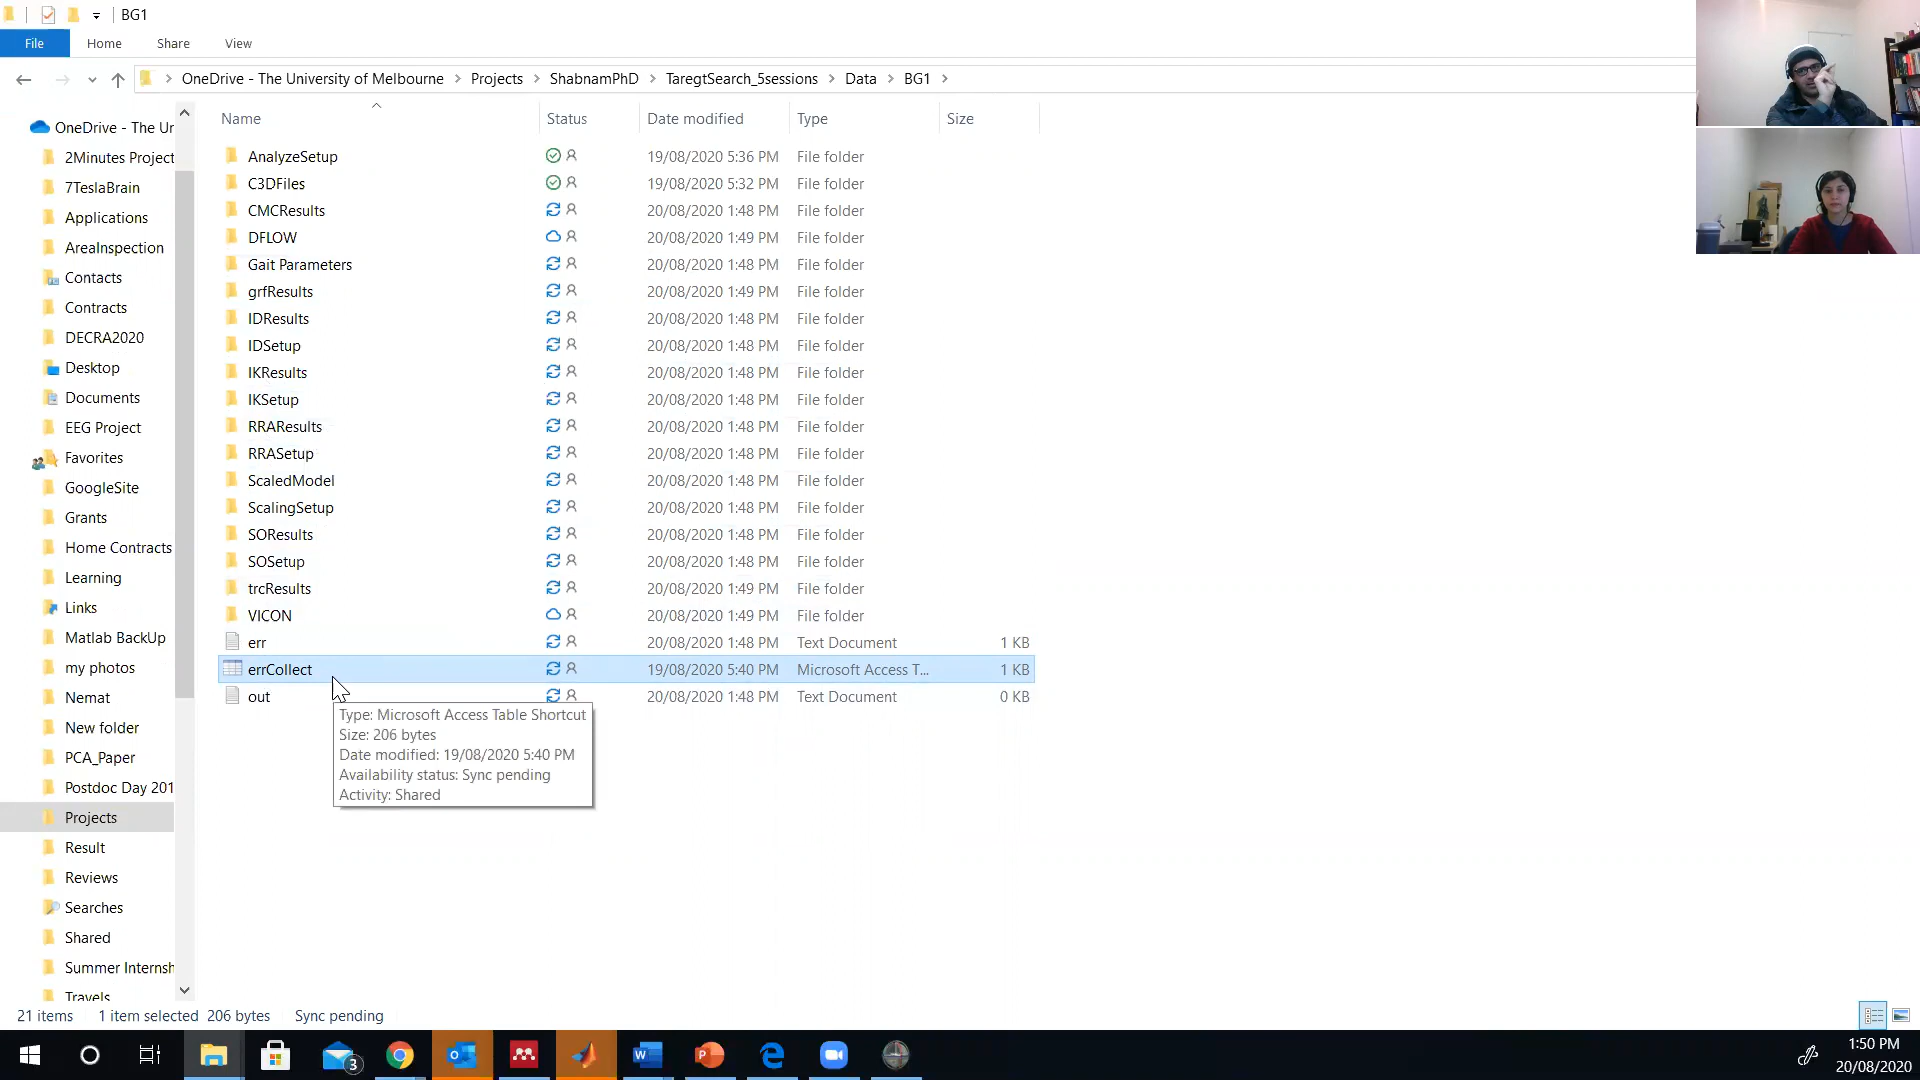 BG1
File Home Share View
OneDrive - The University of Melbourne Projects ShabnamPhD TaregtSearch_5sessions Data BG1
Name Status Date modified Type Size
OneDrive - The Ur
2Minutes Project
7TeslaBrain
Applications
AreaInspection
Contacts
Contracts
DECRA2020
Desktop
Documents
EEG Project
Favorites
GoogleSite
Grants
Home Contracts
Learning
Links
Matlab BackUp
my photos
Nemat
New folder
PCA_Paper
Postdoc Day 201
Projects
Result
Reviews
Searches
Shared
Summer Internsh
Travels
AnalyzeSetup 19/08/2020 5:36 PM File folder
C3DFiles 19/08/2020 5:32 PM File folder
CMCResults 20/08/2020 1:48 PM File folder
DFLOW 20/08/2020 1:49 PM File folder
Gait Parameters 20/08/2020 1:48 PM File folder
grfResults 20/08/2020 1:49 PM File folder
IDResults 20/08/2020 1:48 PM File folder
IDSetup 20/08/2020 1:48 PM File folder
IKResults 20/08/2020 1:48 PM File folder
IKSetup 20/08/2020 1:48 PM File folder
RRAResults 20/08/2020 1:48 PM File folder
RRASetup 20/08/2020 1:48 PM File folder
ScaledModel 20/08/2020 1:48 PM File folder
ScalingSetup 20/08/2020 1:48 PM File folder
SOResults 20/08/2020 1:48 PM File folder
SOSetup 20/08/2020 1:48 PM File folder
trcResults 20/08/2020 1:49 PM File folder
VICON 20/08/2020 1:49 PM File folder
err 20/08/2020 1:48 PM Text Document 1 KB
errCollect 19/08/2020 5:40 PM Microsoft Access T... 1 KB
out 20/08/2020 1:48 PM Text Document 0 KB
Type: Microsoft Access Table Shortcut
Size: 206 bytes
Date modified: 19/08/2020 5:40 PM
Availability status: Sync pending
Activity: Shared
21 items 1 item selected 206 bytes Sync pending
3
1:50 PM
20/08/2020